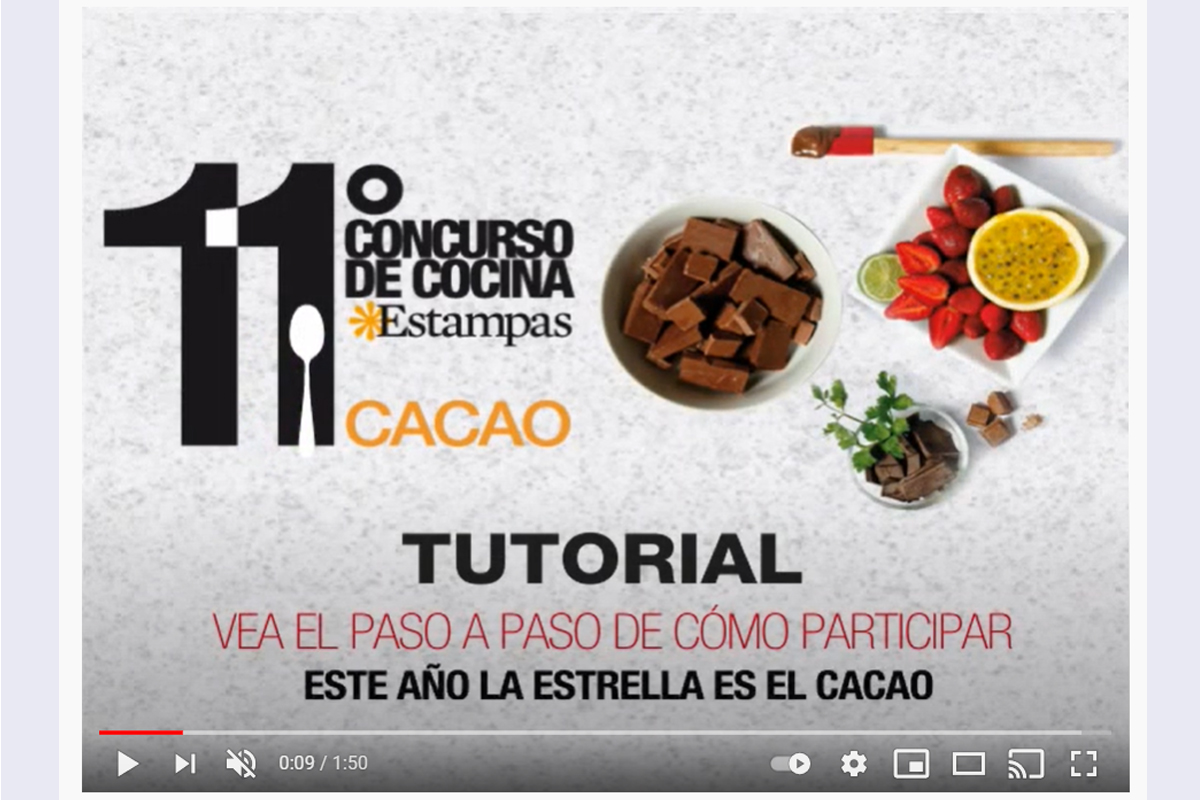 11º
CONCURSO
DE COCINA
Estampas
CACAO
TUTORIAL
VEA EL PASO A PASO DE CÓMO PARTICIPAR
ESTE AÑO LA ESTRELLA ES EL CACAO
0:09 / 1:50